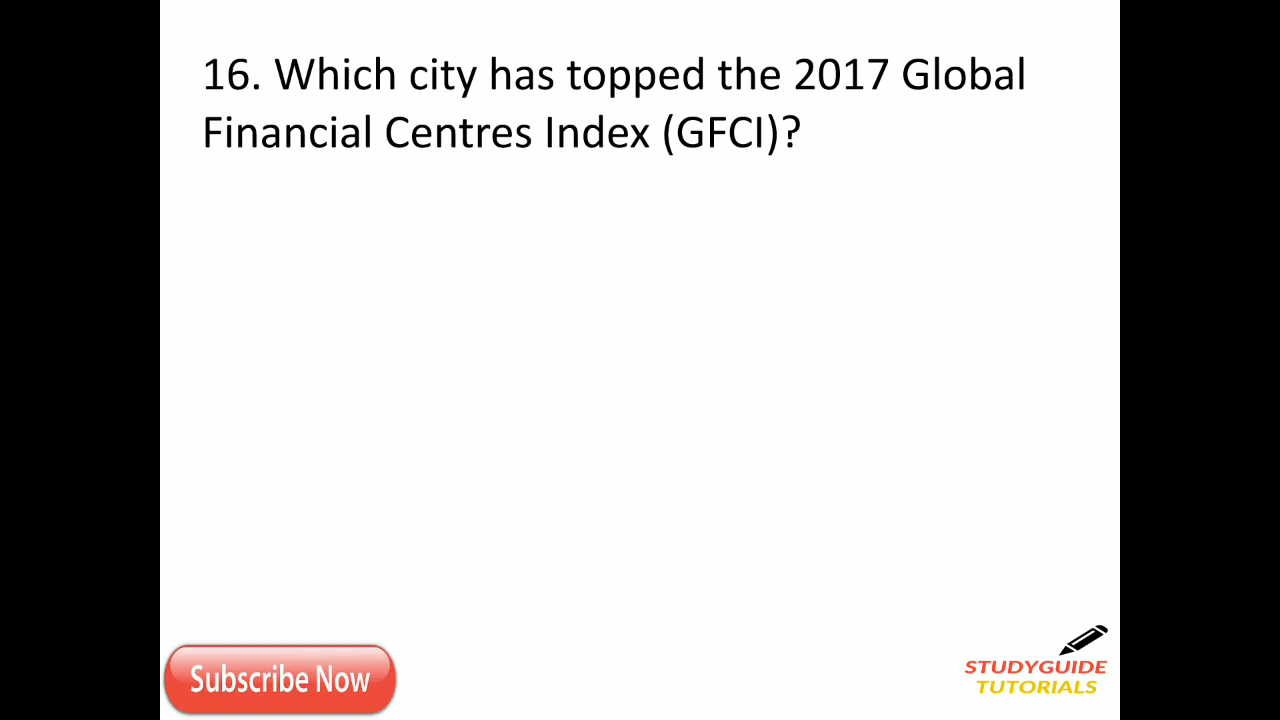 16. Which city has topped the 2017 Global
Financial Centres Index (GFCI)?
Subscribe Now
STUDYGUIDE
TUTORIALS